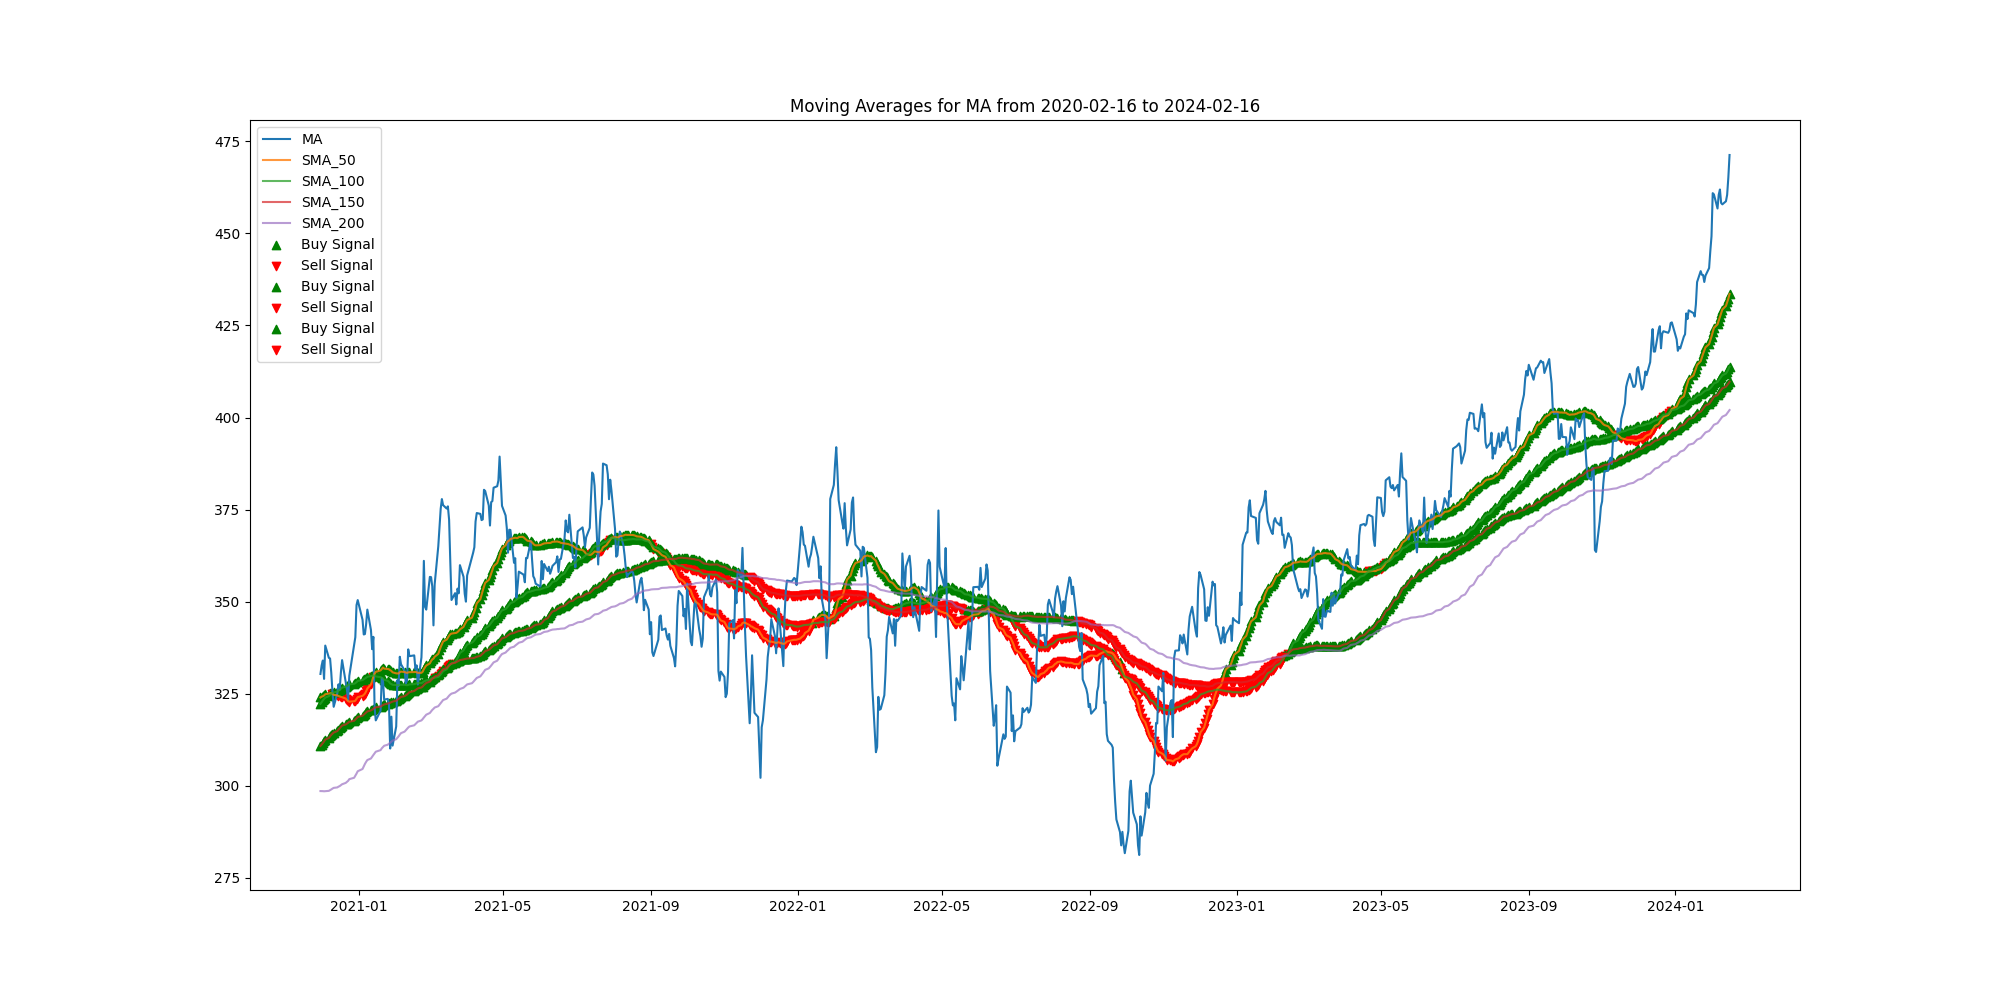 Moving Averages for MA from 2020-02-16 to 2024-02-16
MA
SMA_50
SMA_100
SMA_150
SMA_200
Buy Signal
Sell Signal
Buy Signal
Sell Signal
Buy Signal
Sell Signal
475
450
425
400
375
350
325
300
275
2021-01 2021-05 2021-09 2022-01 2022-05 2022-09 2023-01 2023-05 2023-09 2024-01